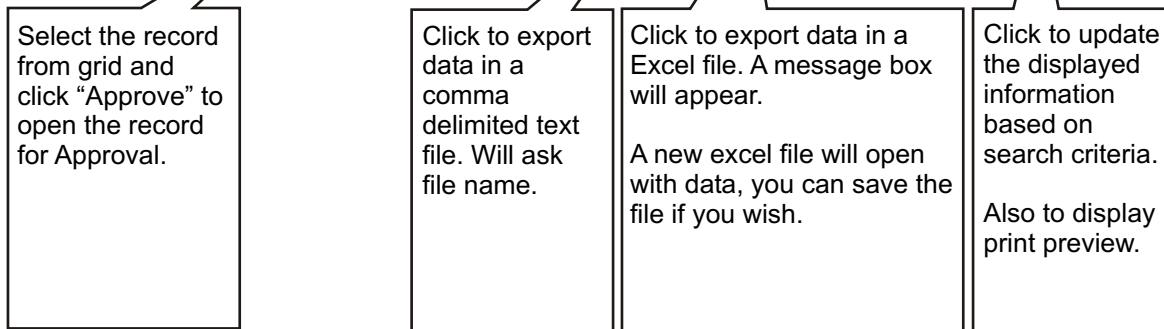 Select the record
from grid and
click “Approve” to
open the record
for Approval.
Click to export
data in a
comma
delimited text
file. Will ask
file name.
Click to export data in a
Excel file. A message box
will appear.
A new excel file will open
with data, you can save the
file if you wish.
Click to update
the displayed
information
based on
search criteria.
Also to display
print preview.